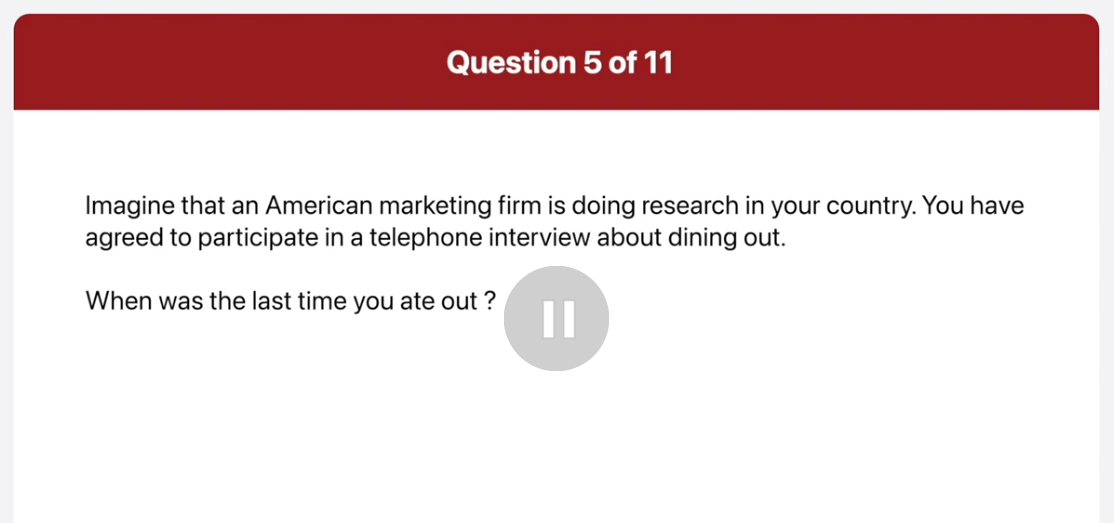 Question 5 of 11
Imagine that an American marketing firm is doing research in your country. You have
agreed to participate in a telephone interview about dining out.
When was the last time you ate out ?